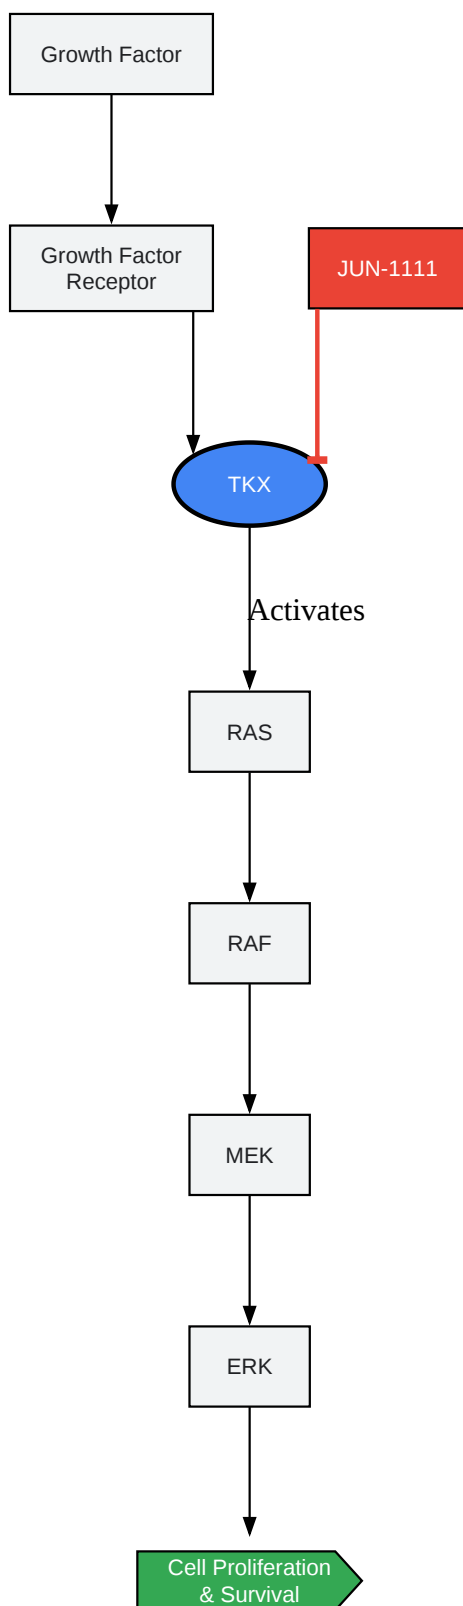 Growth Factor
Growth Factor
Receptor
JUN-1111
TKX
Activates
RAS
RAF
MEK
ERK
Cell Proliferation
& Survival